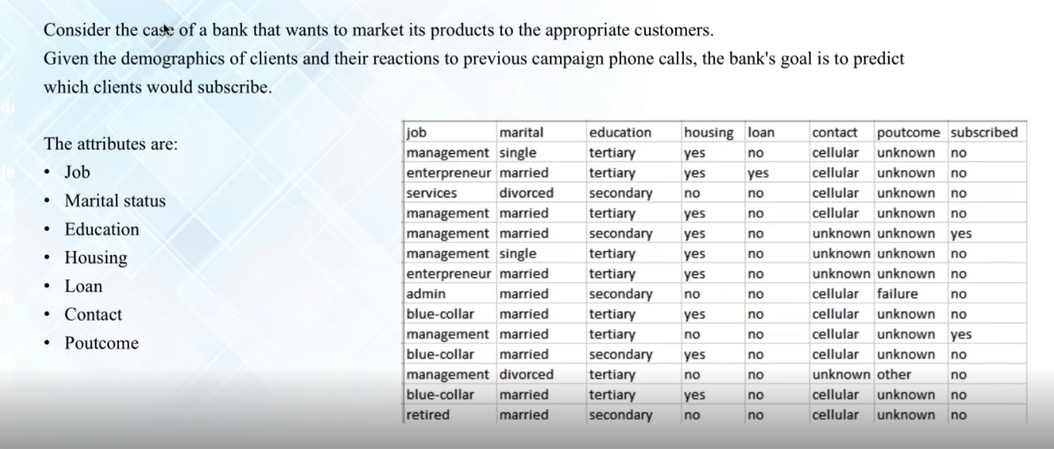 Consider the case of a bank that wants to market its products to the appropriate customers.
Given the demographics of clients and their reactions to previous campaign phone calls, the bank's goal is to predict
which clients would subscribe.
The attributes are:
• Job
• Marital status
• Education
• Housing
• Loan
• Contact
• Poutcome
job marital education housing loan contact poutcome subscribed
management single tertiary yes no cellular unknown no
enterpreneur married tertiary yes yes cellular unknown no
services divorced secondary no no cellular unknown no
management married tertiary yes no cellular unknown no
management married secondary yes no unknown unknown yes
management single tertiary yes no unknown unknown no
enterpreneur married tertiary yes no unknown unknown no
admin married secondary no no cellular failure no
blue-collar married tertiary yes no cellular unknown no
management married tertiary no no cellular unknown yes
blue-collar married secondary yes no cellular unknown no
management divorced tertiary no no unknown other no
blue-collar married tertiary yes no cellular unknown no
retired married secondary no no cellular unknown no